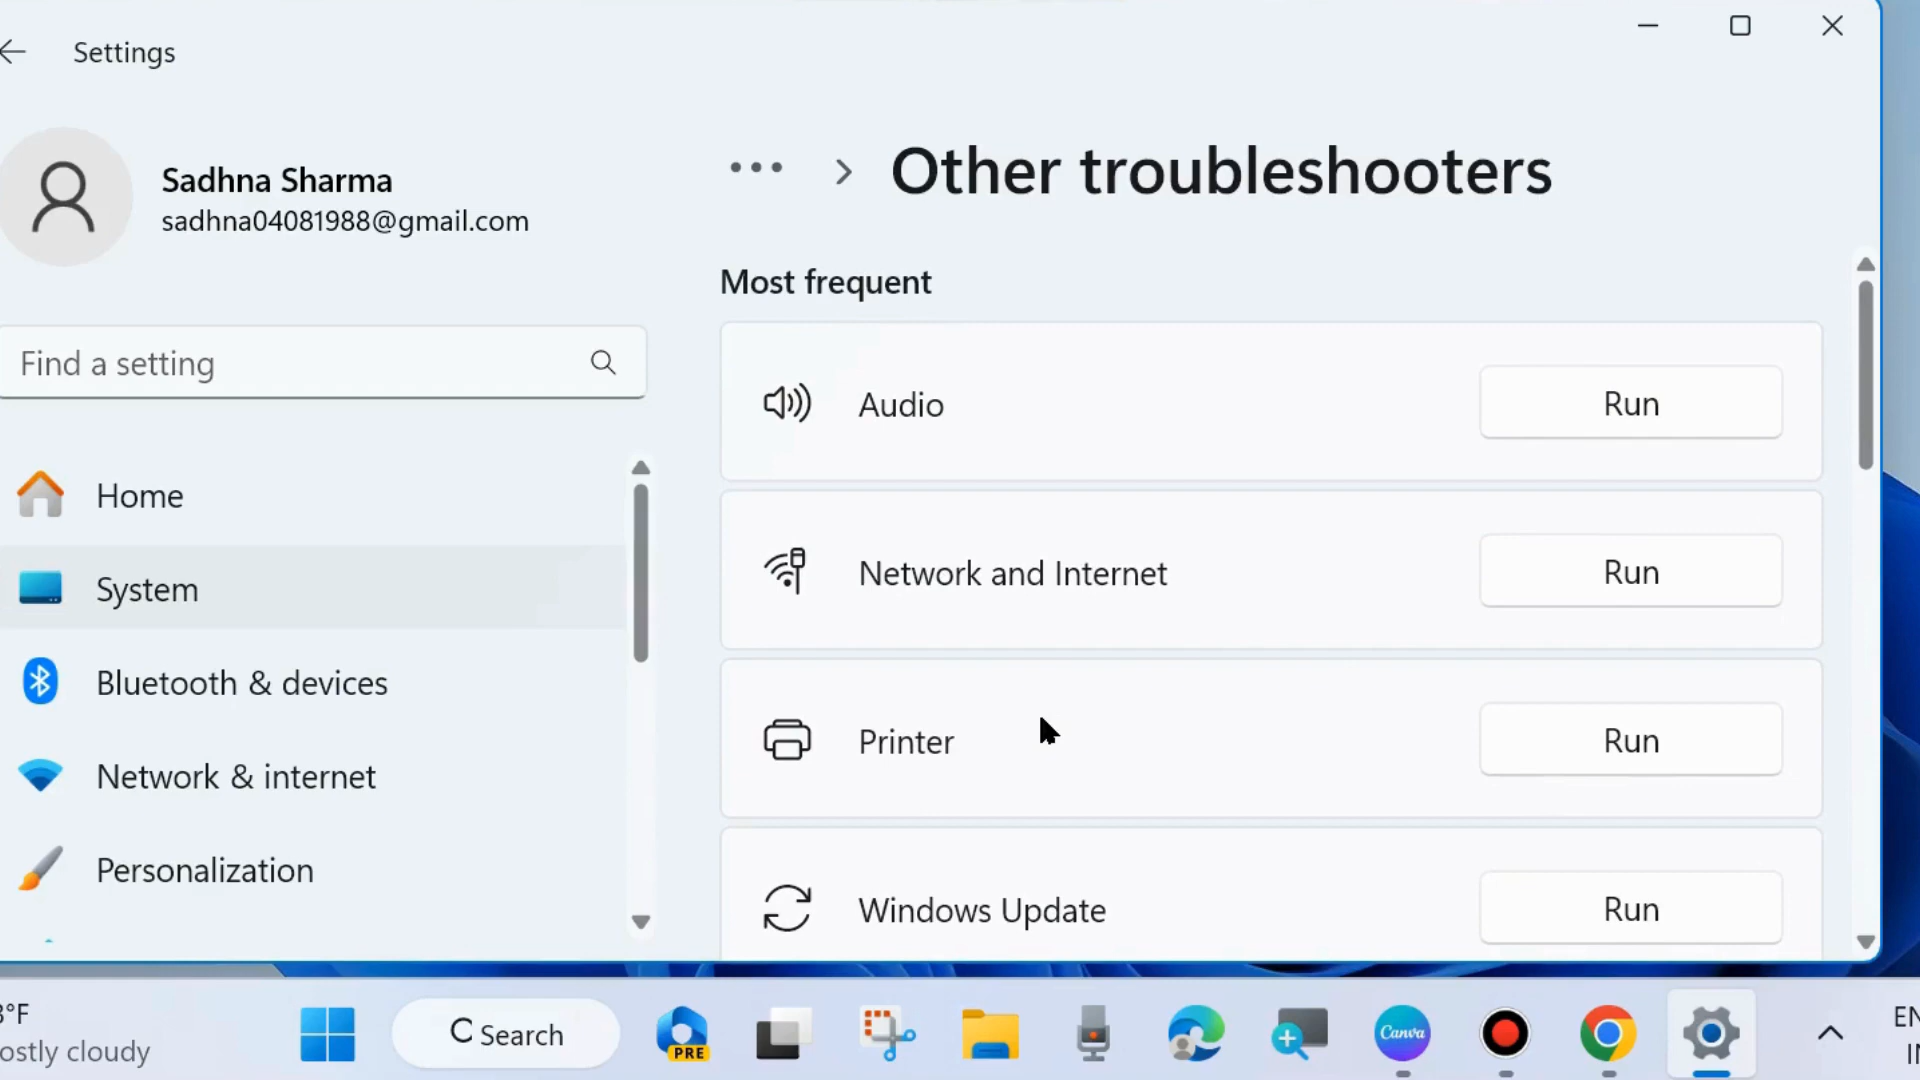 Settings
Sadhna Sharma
sadhna04081988@gmail.com
Find a setting
Home
System
Bluetooth & devices
Network & internet
Personalization
... > Other troubleshooters
Most frequent
Audio
Run
Network and Internet
Run
Printer
Run
Windows Update
Run
°F
ostly cloudy
Search
PRE
Canva
EN
IN